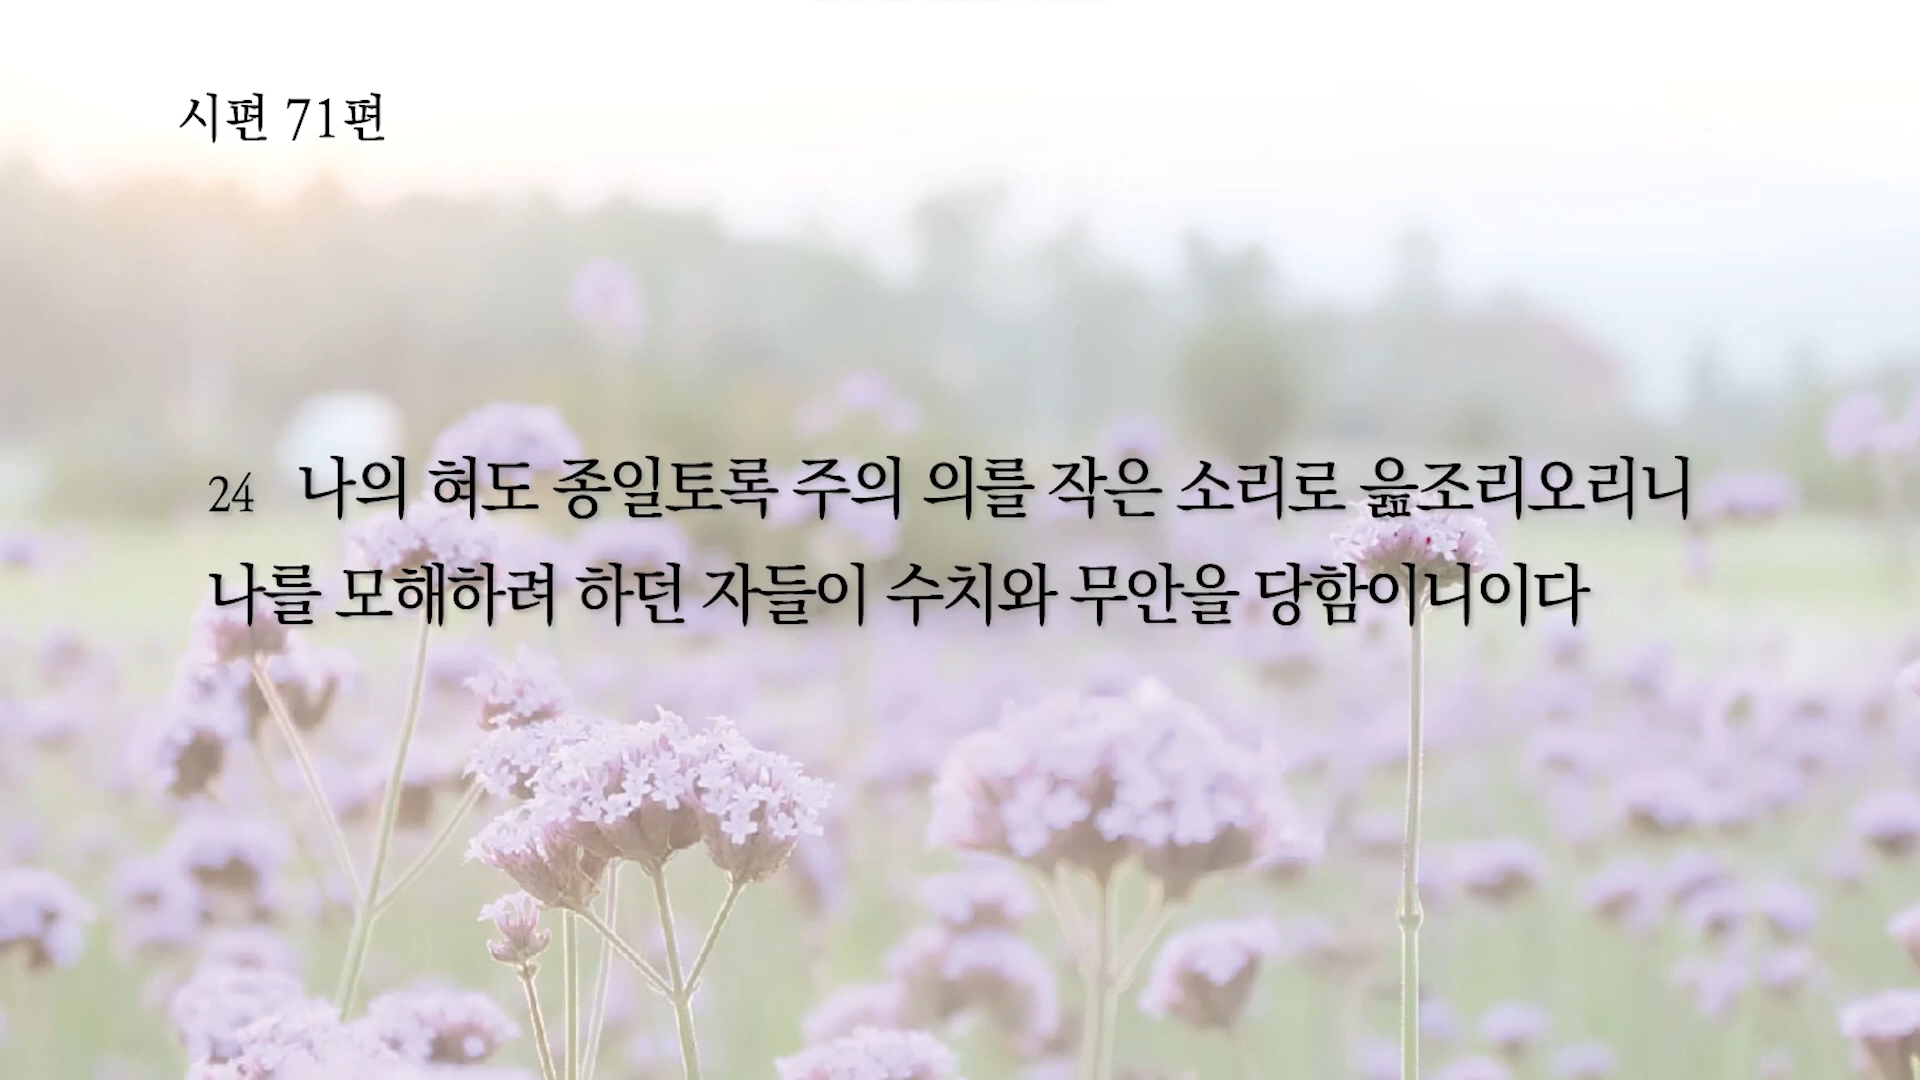 시편 71편
24 나의 혀도 종일토록 주의 의를 작은 소리로 읊조리오리니
나를 모해하려 하던 자들이 수치와 무안을 당함이니이다